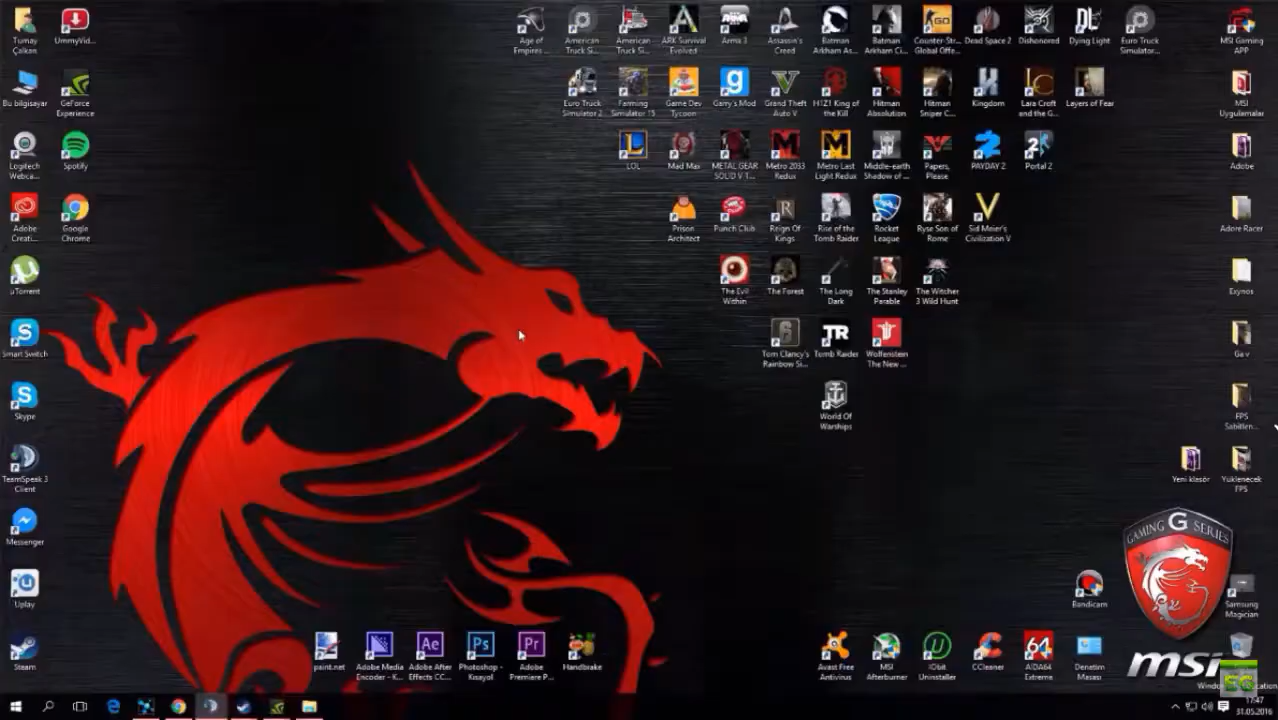 Tumay
Çalkan
UmmyVid...
Age of
Empires ...
American
Truck Si...
American
Truck Si...
ARK Survival
Evolved
Arma 3
Assassin's
Creed
Batman
Arkham As...
Batman
Arkham Ci...
Counter-Str...
Global Offe...
Dead Space 2
Dishonored
Dying Light
Euro Truck
Simulator...
MSI Gaming
APP
Bu bilgisayar
GeForce
Experience
Euro Truck
Simulator 2
Farming
Simulator 15
Game Dev
Tycoon
Garry's Mod
Grand Theft
Auto V
H1Z1 King of
the Kill
Hitman
Absolution
Hitman
Sniper C...
Kingdom
Lara Croft
and the G...
Layers of Fear
MSI
Uygulamalar
Logitech
Webca...
Spotify
LOL
Mad Max
METAL GEAR
SOLID V T...
Metro 2033
Redux
Metro Last
Light Redux
Middle-earth
Shadow of ...
Papers,
Please
PAYDAY 2
Portal 2
Adobe
Adobe
Creati...
Google
Chrome
Prison
Architect
Punch Club
Reign Of
Kings
Rise of the
Tomb Raider
Rocket
League
Ryse Son of
Rome
Sid Meier's
Civilization V
Adore Racer
uTorrent
The Evil
Within
The Forest
The Long
Dark
The Stanley
Parable
The Witcher
3 Wild Hunt
Exynos
Smart Switch
Tom Clancy's
Rainbow Si...
Tomb Raider
Wolfenstein
The New ...
Ga v
Skype
World Of
Warships
FPS
Sabitlen...
TeamSpeak 3
Client
Yeni klasör
Yüklenecek
FPS
Messenger
GAMING G SERIES
Uplay
Bandicam
Samsung
Magician
Steam
paint.net
Adobe Media
Encoder - K...
Adobe After
Effects CC...
Photoshop -
Kısayol
Adobe
Premiere P...
Handbrake
Avast Free
Antivirus
MSI
Afterburner
IObit
Uninstaller
CCleaner
AIDA64
Extreme
Denetim
Masası
msi
17:47
31.05.2016